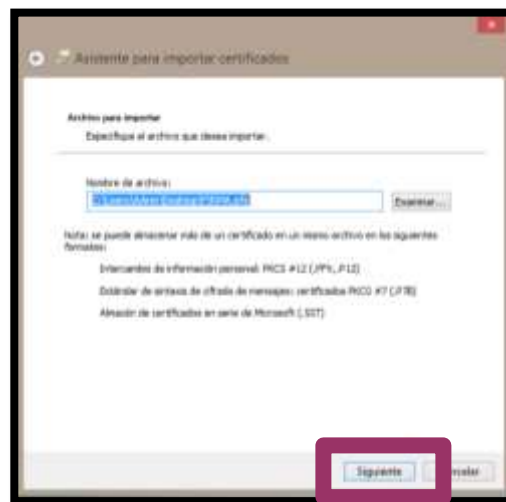 Asistente para importar certificados
Archivo para importar
Especifique el archivo que desea importar.
Nombre de archivo:
Examinar...
Nota: se puede almacenar más de un certificado en un mismo archivo en los siguientes
formatos:
Intercambio de información personal: PKCS #12 (.PFX,.P12)
Estándar de sintaxis de cifrado de mensajes: certificados PKCS #7 (.P7B)
Almacén de certificados en serie de Microsoft (.SST)
Siguiente